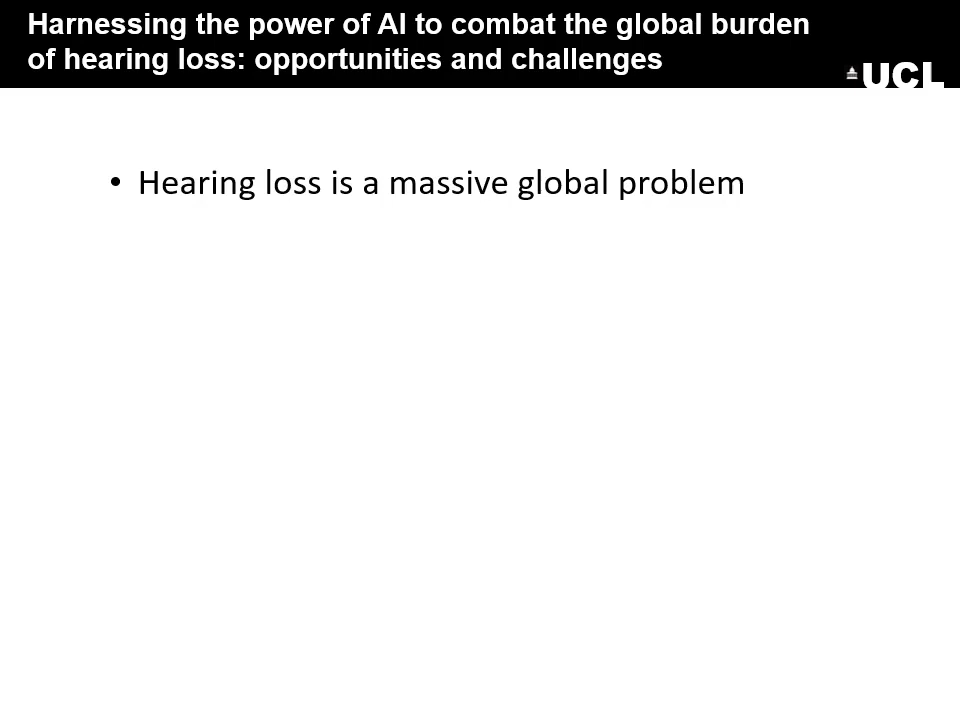 Harnessing the power of AI to combat the global burden
of hearing loss: opportunities and challenges
UCL
• Hearing loss is a massive global problem